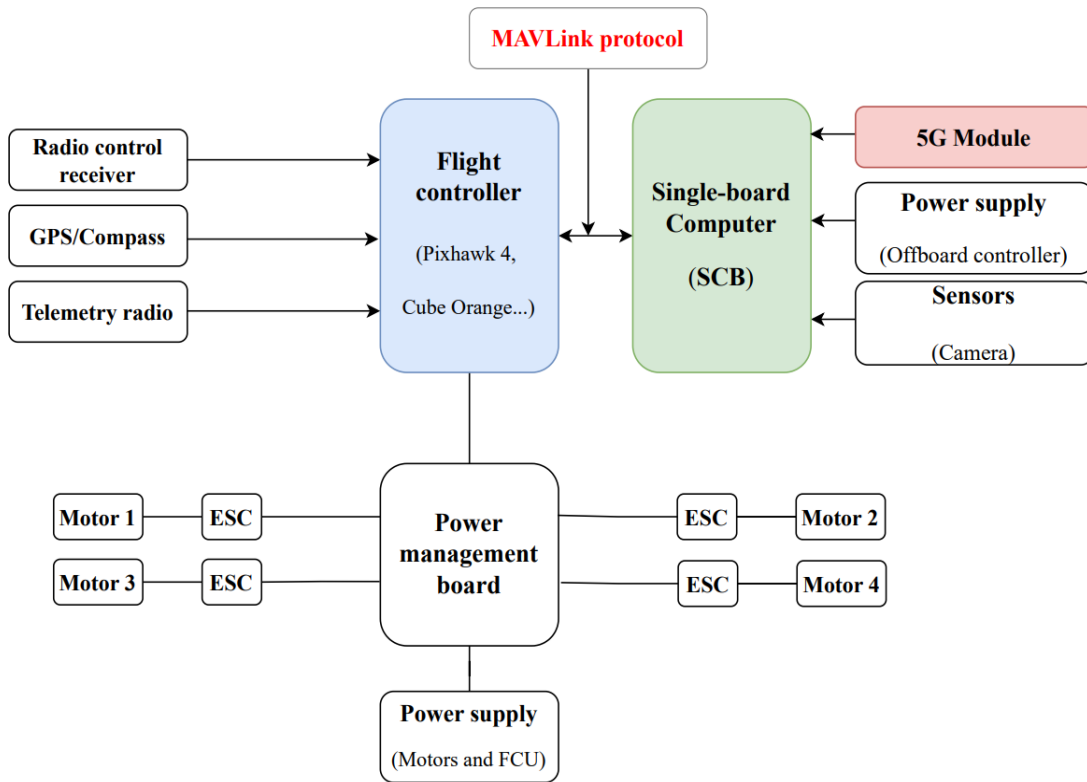 MAVLink protocol
Radio control
receiver
GPS/Compass
Telemetry radio
Flight
controller
(Pixhawk 4,
Cube Orange...)
Single-board
Computer
(SCB)
5G Module
Power supply
(Offboard controller)
Sensors
(Camera)
Motor 1
ESC
Motor 3
ESC
Power
management
board
ESC
Motor 2
ESC
Motor 4
Power supply
(Motors and FCU)